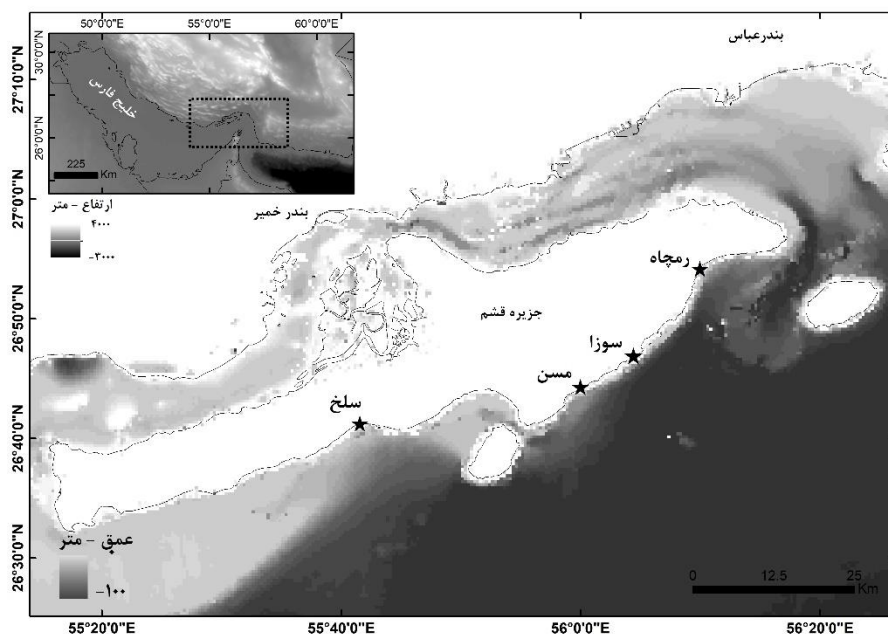 50°0'0"E
55°0'0"E
60°0'0"E
30°0'0"N
26°0'0"N
خلیج فارس
225
Km
بندرعباس
27°10'0"N
27°0'0"N
26°50'0"N
26°40'0"N
26°30'0"N
ارتفاع - متر
۴۰۰۰
-۳۰۰۰
بندر خمیر
جزیره قشم
رمچاه
سوزا
مسن
سلخ
عمق - متر
-۱۰۰
0
12.5
25
Km
55°20'0"E
55°40'0"E
56°0'0"E
56°20'0"E